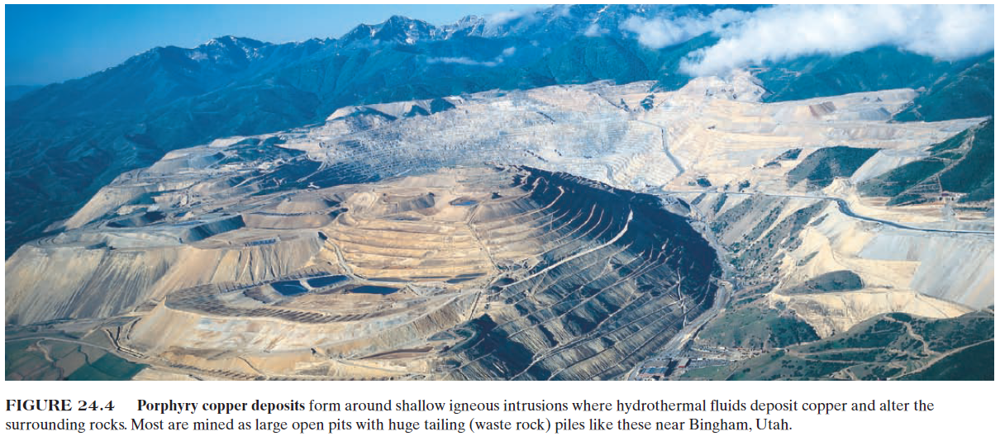 FIGURE 24.4 Porphyry copper deposits form around shallow igneous intrusions where hydrothermal fluids deposit copper and alter the
surrounding rocks. Most are mined as large open pits with huge tailing (waste rock) piles like these near Bingham, Utah.